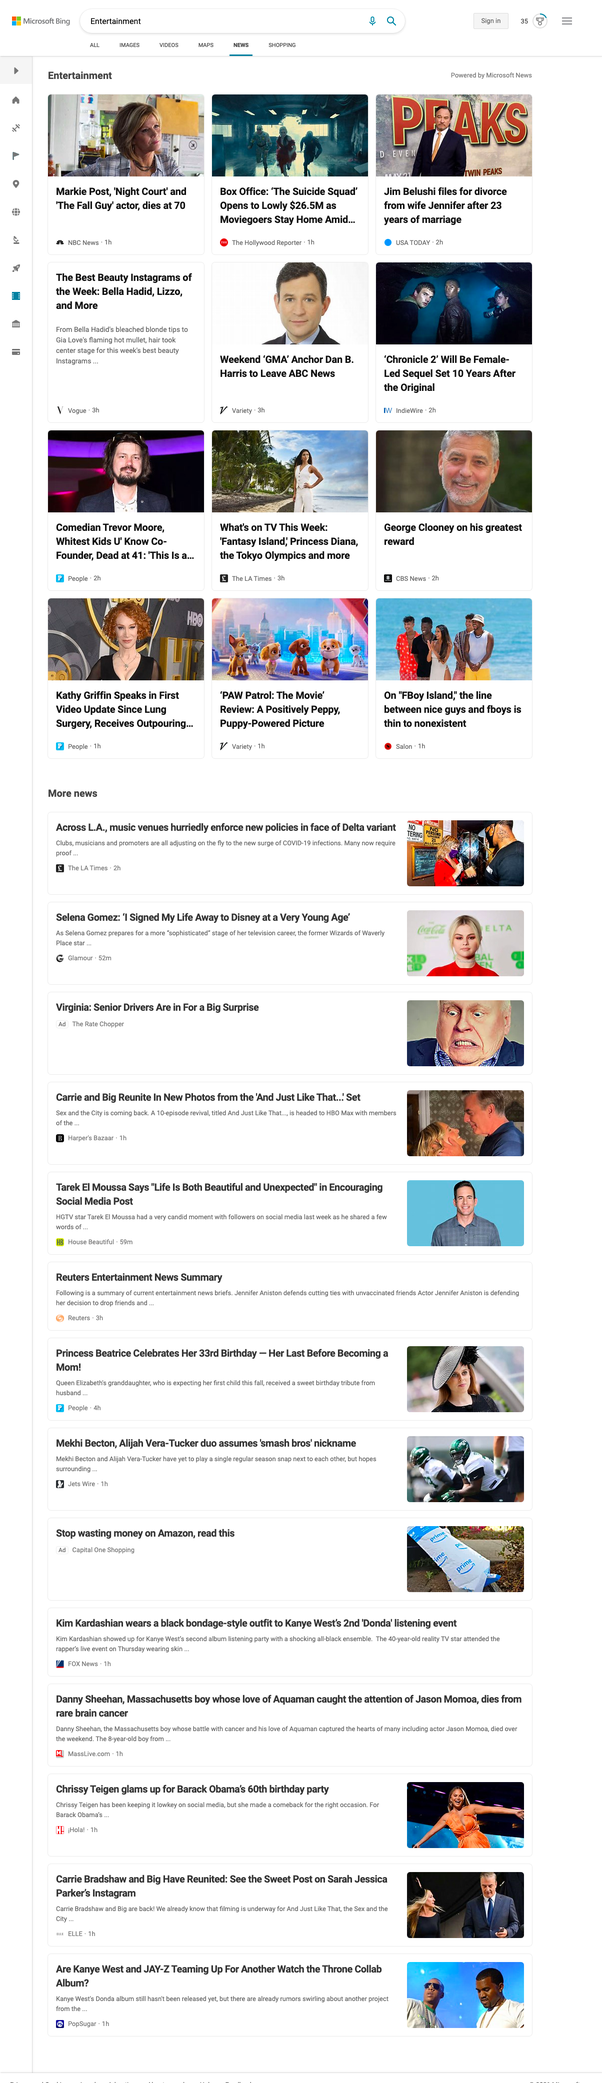 Microsoft Bing
Entertainment
Sign in
35
ALL
IMAGES
VIDEOS
MAPS
NEWS
SHOPPING
Entertainment
Powered by Microsoft News
Markie Post, 'Night Court' and
'The Fall Guy' actor, dies at 70
NBC News · 1h
Box Office: 'The Suicide Squad'
Opens to Lowly $26.5M as
Moviegoers Stay Home Amid...
The Hollywood Reporter · 1h
PEAKS
TWIN PEAKS
Jim Belushi files for divorce
from wife Jennifer after 23
years of marriage
USA TODAY · 2h
The Best Beauty Instagrams of
the Week: Bella Hadid, Lizzo,
and More
From Bella Hadid's bleached blonde tips to
Gia Love's flaming hot mullet, hair took
center stage for this week's best beauty
Instagrams ...
Vogue · 3h
Weekend 'GMA' Anchor Dan B.
Harris to Leave ABC News
Variety · 3h
'Chronicle 2' Will Be Female-
Led Sequel Set 10 Years After
the Original
IndieWire · 2h
Comedian Trevor Moore,
Whitest Kids U' Know Co-
Founder, Dead at 41: 'This Is a...
People · 2h
What's on TV This Week:
'Fantasy Island,' Princess Diana,
the Tokyo Olympics and more
The LA Times · 3h
George Clooney on his greatest
reward
CBS News · 2h
HBO
Kathy Griffin Speaks in First
Video Update Since Lung
Surgery, Receives Outpouring...
People · 1h
'PAW Patrol: The Movie'
Review: A Positively Peppy,
Puppy-Powered Picture
Variety · 1h
On "FBoy Island," the line
between nice guys and fboys is
thin to nonexistent
Salon · 1h
More news
Across L.A., music venues hurriedly enforce new policies in face of Delta variant
Clubs, musicians and promoters are all adjusting on the fly to the new surge of COVID-19 infections. Many now require
proof ...
The LA Times · 2h
Selena Gomez: 'I Signed My Life Away to Disney at a Very Young Age'
As Selena Gomez prepares for a more "sophisticated" stage of her television career, the former Wizards of Waverly
Place star ...
Glamour · 52m
Coca-Cola
DELTA
Virginia: Senior Drivers Are in For a Big Surprise
Ad The Rate Chopper
Carrie and Big Reunite In New Photos from the 'And Just Like That...' Set
Sex and the City is coming back. A 10-episode revival, titled And Just Like That..., is headed to HBO Max with members
of the ...
Harper's Bazaar · 1h
Tarek El Moussa Says "Life Is Both Beautiful and Unexpected" in Encouraging
Social Media Post
HGTV star Tarek El Moussa had a very candid moment with followers on social media last week as he shared a few
words of ...
House Beautiful · 59m
Reuters Entertainment News Summary
Following is a summary of current entertainment news briefs. Jennifer Aniston defends cutting ties with unvaccinated friends Actor Jennifer Aniston is defending
her decision to drop friends and ...
Reuters · 3h
Princess Beatrice Celebrates Her 33rd Birthday — Her Last Before Becoming a
Mom!
Queen Elizabeth's granddaughter, who is expecting her first child this fall, received a sweet birthday tribute from
husband ...
People · 4h
Mekhi Becton, Alijah Vera-Tucker duo assumes 'smash bros' nickname
Mekhi Becton and Alijah Vera-Tucker have yet to play a single regular season snap next to each other, but hopes
surrounding ...
Jets Wire · 1h
Stop wasting money on Amazon, read this
Ad Capital One Shopping
prime
Kim Kardashian wears a black bondage-style outfit to Kanye West's 2nd 'Donda' listening event
Kim Kardashian showed up for Kanye West's second album listening party with a shocking all-black ensemble. The 40-year-old reality TV star attended the
rapper's live event on Thursday wearing skin ...
FOX News · 1h
Danny Sheehan, Massachusetts boy whose love of Aquaman caught the attention of Jason Momoa, dies from
rare brain cancer
Danny Sheehan, the Massachusetts boy whose battle with cancer and his love of Aquaman captured the hearts of many including actor Jason Momoa, died over
the weekend. The 8-year-old boy from ...
MassLive.com · 1h
Chrissy Teigen glams up for Barack Obama's 60th birthday party
Chrissy Teigen has been keeping it lowkey on social media, but she made a comeback for the right occasion. For
Barack Obama's ...
¡Hola! · 1h
Carrie Bradshaw and Big Have Reunited: See the Sweet Post on Sarah Jessica
Parker's Instagram
Carrie Bradshaw and Big are back! We already know that filming is underway for And Just Like That, the Sex and the
City ...
ELLE · 1h
Are Kanye West and JAY-Z Teaming Up For Another Watch the Throne Collab
Album?
Kanye West's Donda album still hasn't been released yet, but there are already rumors swirling about another project
from the ...
PopSugar · 1h